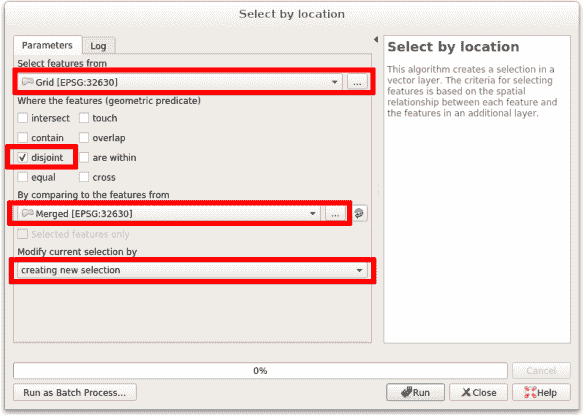 Select by location
Parameters
Log
Select features from
Grid [EPSG:32630]
...
Where the features (geometric predicate)
intersect
touch
contain
overlap
disjoint
are within
equal
cross
By comparing to the features from
Merged [EPSG:32630]
...
Selected features only
Modify current selection by
creating new selection
Select by location
This algorithm creates a selection in a
vector layer. The criteria for selecting
features is based on the spatial
relationship between each feature and
the features in an additional layer.
0%
Cancel
Run as Batch Process...
Run
Close
Help